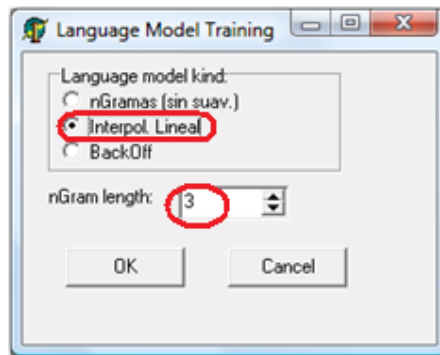 Language Model Training
Language model kind:
nGramas (sin suav.)
Interpol. Lineal
BackOff
nGram length: 3
OK Cancel